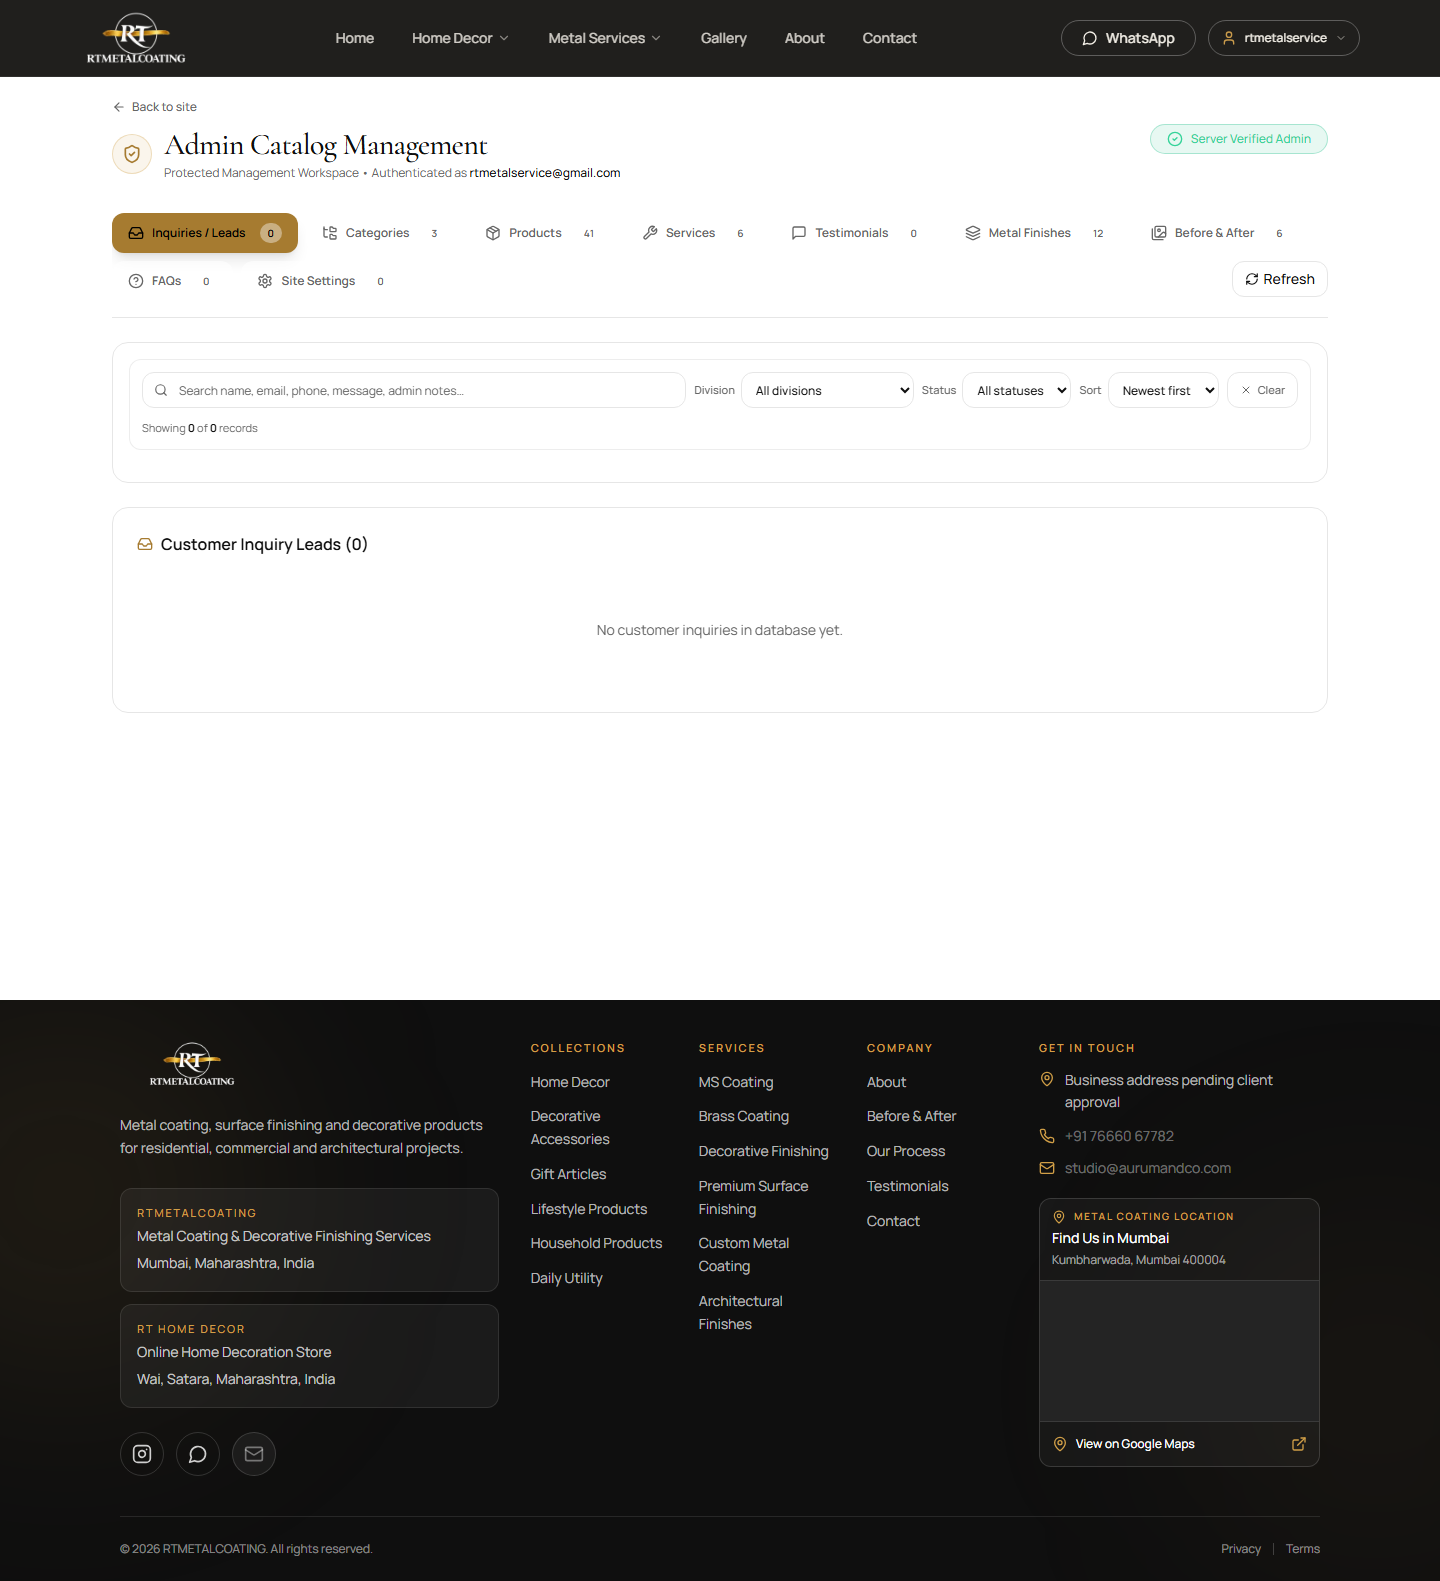 RT
RTMETALCOATING
Home
Home Decor
Metal Services
Gallery
About
Contact
WhatsApp
rtmetalservice
Back to site
Admin Catalog Management
Protected Management Workspace • Authenticated as rtmetalservice@gmail.com
Server Verified Admin
Inquiries / Leads 0
Categories 3
Products 41
Services 6
Testimonials 0
Metal Finishes 12
Before & After 6
FAQs 0
Site Settings 0
Refresh
Search name, email, phone, message, admin notes...
Division
All divisions
Status
All statuses
Sort
Newest first
Clear
Showing 0 of 0 records
Customer Inquiry Leads (0)
No customer inquiries in database yet.
RT
RTMETALCOATING
Metal coating, surface finishing and decorative products
for residential, commercial and architectural projects.
RTMETALCOATING
Metal Coating & Decorative Finishing Services
Mumbai, Maharashtra, India
RT HOME DECOR
Online Home Decoration Store
Wai, Satara, Maharashtra, India
COLLECTIONS
Home Decor
Decorative
Accessories
Gift Articles
Lifestyle Products
Household Products
Daily Utility
SERVICES
MS Coating
Brass Coating
Decorative Finishing
Premium Surface
Finishing
Custom Metal
Coating
Architectural
Finishes
COMPANY
About
Before & After
Our Process
Testimonials
Contact
GET IN TOUCH
Business address pending client
approval
+91 76660 67782
studio@aurumandco.com
METAL COATING LOCATION
Find Us in Mumbai
Kumbharwada, Mumbai 400004
View on Google Maps
© 2026 RTMETALCOATING. All rights reserved.
Privacy
Terms